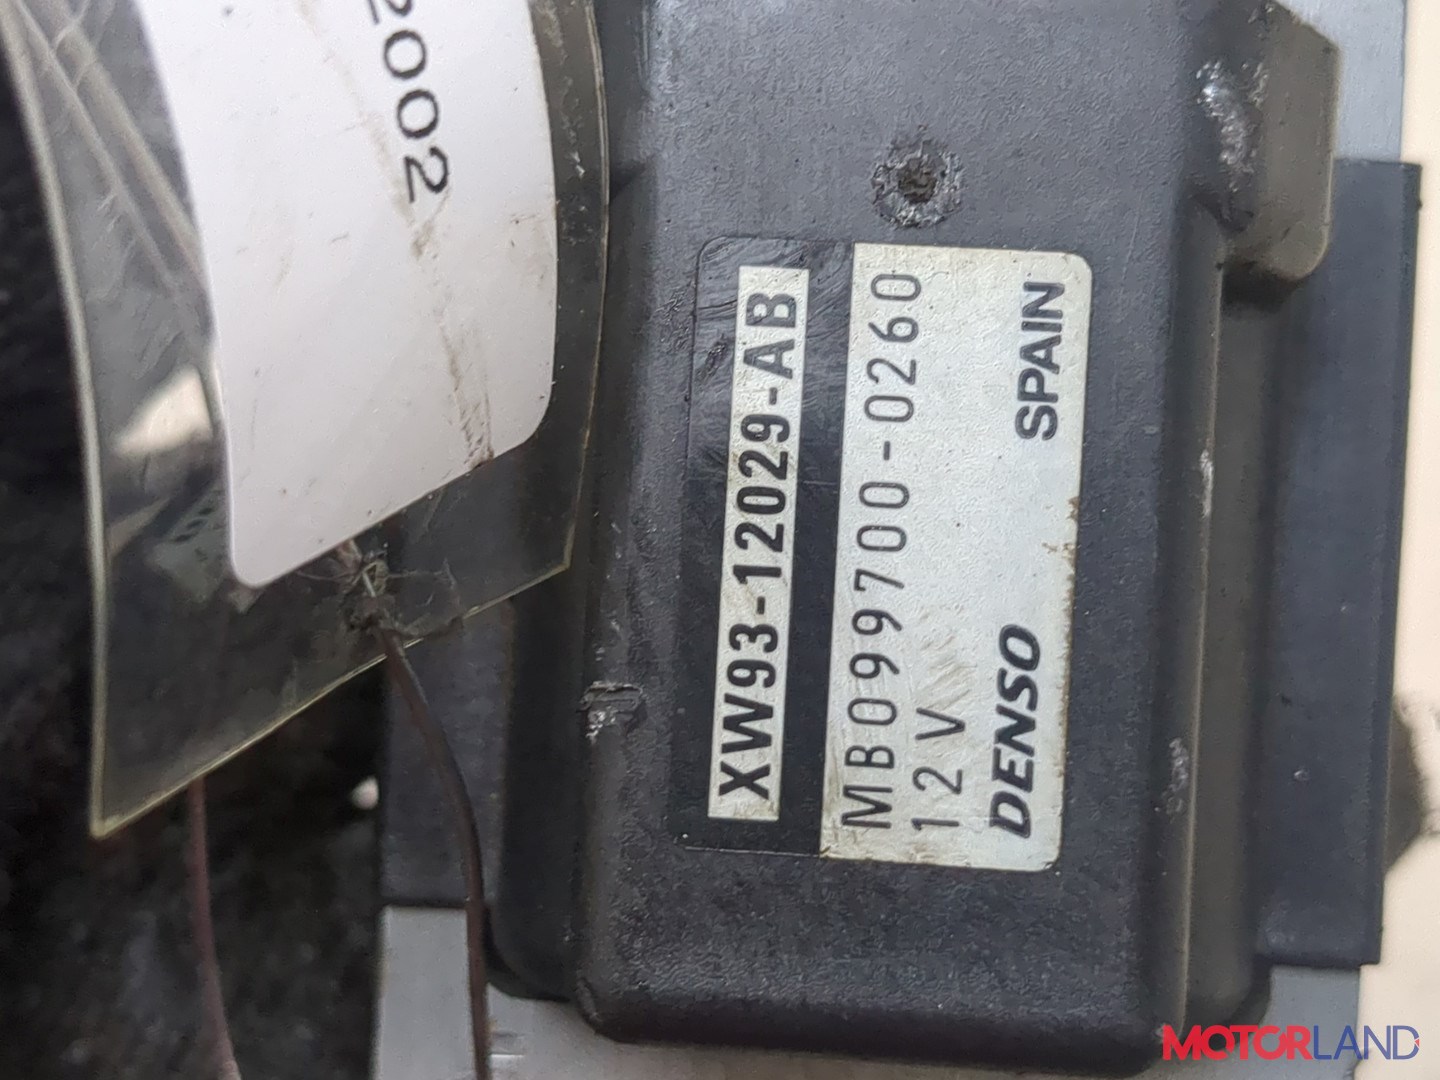 2002
XW93-12029-AB
MB099700-0260
12V
DENSO SPAIN
MOTORLAND